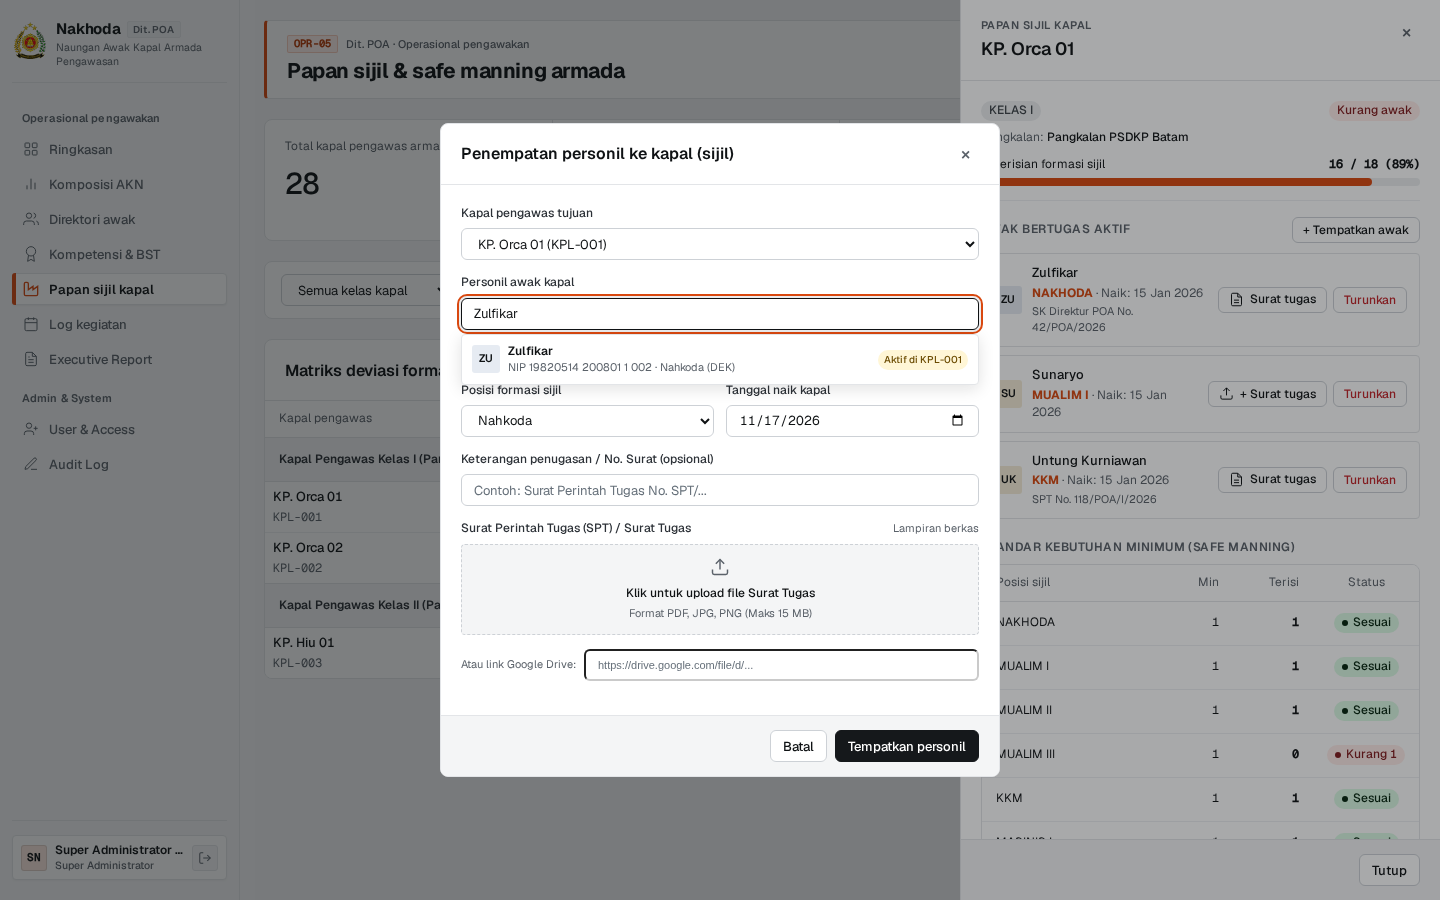 Nakhoda
Dit. POA
Naungan Awak Kapal Armada
Pengawasan
Operasional pengawakan
Ringkasan
Komposisi AKN
Direktori awak
Kompetensi & BST
Papan sijil kapal
Log kegiatan
Executive Report
Admin & System
User & Access
Audit Log
SN
Super Administrator ...
Super Administrator
OPR-05
Dit. POA · Operasional pengawakan
Papan sijil & safe manning armada
Total kapal pengawas arma
28
Semua kelas kapal
Matriks deviasi forma
Kapal pengawas
Kapal Pengawas Kelas I (Pa
KP. Orca 01
KPL-001
KP. Orca 02
KPL-002
Kapal Pengawas Kelas II (Pa
KP. Hiu 01
KPL-003
Penempatan personil ke kapal (sijil)
×
Kapal pengawas tujuan
KP. Orca 01 (KPL-001)
Personil awak kapal
Zulfikar
ZU
Zulfikar
NIP 19820514 200801 1 002 · Nahkoda (DEK)
Aktif di KPL-001
Posisi formasi sijil
Tanggal naik kapal
Nahkoda
11/17/2026
Keterangan penugasan / No. Surat (opsional)
Contoh: Surat Perintah Tugas No. SPT/...
Surat Perintah Tugas (SPT) / Surat Tugas
Lampiran berkas
Klik untuk upload file Surat Tugas
Format PDF, JPG, PNG (Maks 15 MB)
Atau link Google Drive:
https://drive.google.com/file/d/...
Batal
Tempatkan personil
PAPAN SIJIL KAPAL
KP. Orca 01
×
KELAS I
Kurang awak
ngkalan: Pangkalan PSDKP Batam
erisian formasi sijil
16 / 18 (89%)
AK BERTUGAS AKTIF
+ Tempatkan awak
ZU
Zulfikar
NAKHODA · Naik: 15 Jan 2026
SK Direktur POA No.
42/POA/2026
Surat tugas
Turunkan
SU
Sunaryo
MUALIM I · Naik: 15 Jan
2026
+ Surat tugas
Turunkan
UK
Untung Kurniawan
KKM · Naik: 15 Jan 2026
SPT No. 118/POA/I/2026
Surat tugas
Turunkan
ANDAR KEBUTUHAN MINIMUM (SAFE MANNING)
Posisi sijil
Min
Terisi
Status
NAKHODA
1
1
Sesuai
MUALIM I
1
1
Sesuai
MUALIM II
1
1
Sesuai
MUALIM III
1
0
Kurang 1
KKM
1
1
Sesuai
Tutup